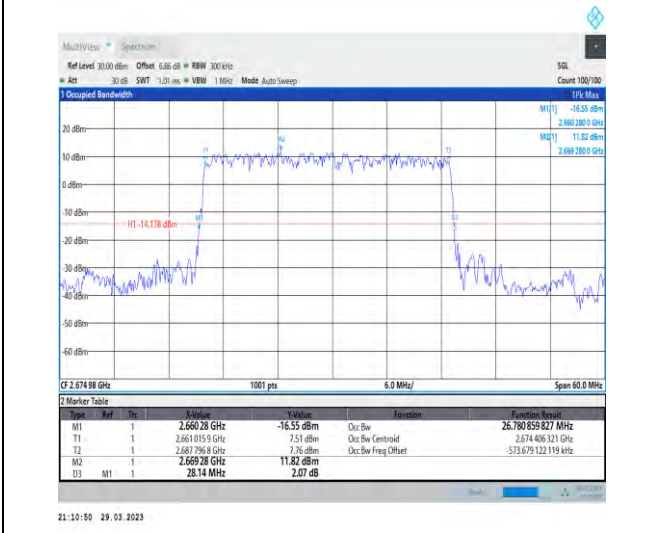 MultiView Spectrum
Ref Level 30.00 dBm Offset 6.86 dB RBW 300 kHz SGL
Att 30 dB SWT 1.01 ms VBW 1 MHz Mode Auto Sweep Count 100/100
1 Occupied Bandwidth 1Pk Max
M1[1] -16.55 dBm
2.660 280 0 GHz
M2[1] 11.82 dBm
2.669 280 0 GHz
20 dBm
M2
T1 T2
10 dBm
0 dBm
-10 dBm
M1 D3
H1 -14.178 dBm
-20 dBm
-30 dBm
-40 dBm
-50 dBm
-60 dBm
CF 2.674 98 GHz 1001 pts 6.0 MHz/ Span 60.0 MHz
2 Marker Table
Type Ref Trc X-Value Y-Value Function Function Result
M1 1 2.66028 GHz -16.55 dBm Occ Bw 26.780 859 827 MHz
T1 1 2.661 015 9 GHz 7.51 dBm Occ Bw Centroid 2.674 406 321 GHz
T2 1 2.687 796 8 GHz 7.76 dBm Occ Bw Freq Offset -573.679 122 119 kHz
M2 1 2.66928 GHz 11.82 dBm
D3 M1 1 28.14 MHz 2.07 dB
21:10:50 29.03.2023